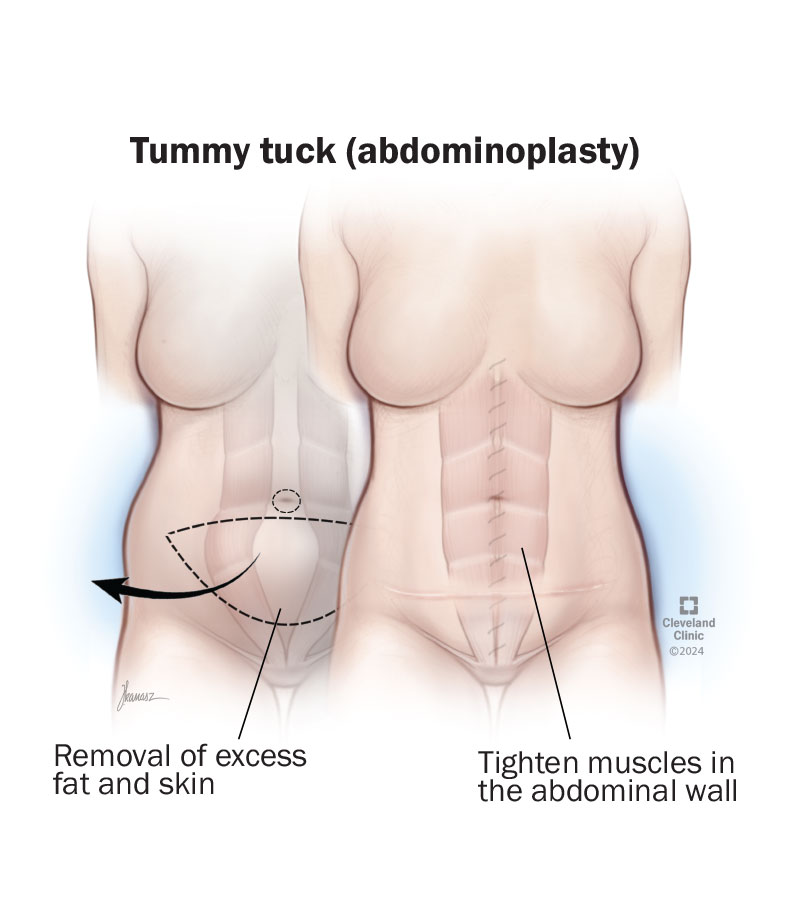 Tummy tuck (abdominoplasty)
Cleveland
Clinic
©2024
Removal of excess
fat and skin
Tighten muscles in
the abdominal wall